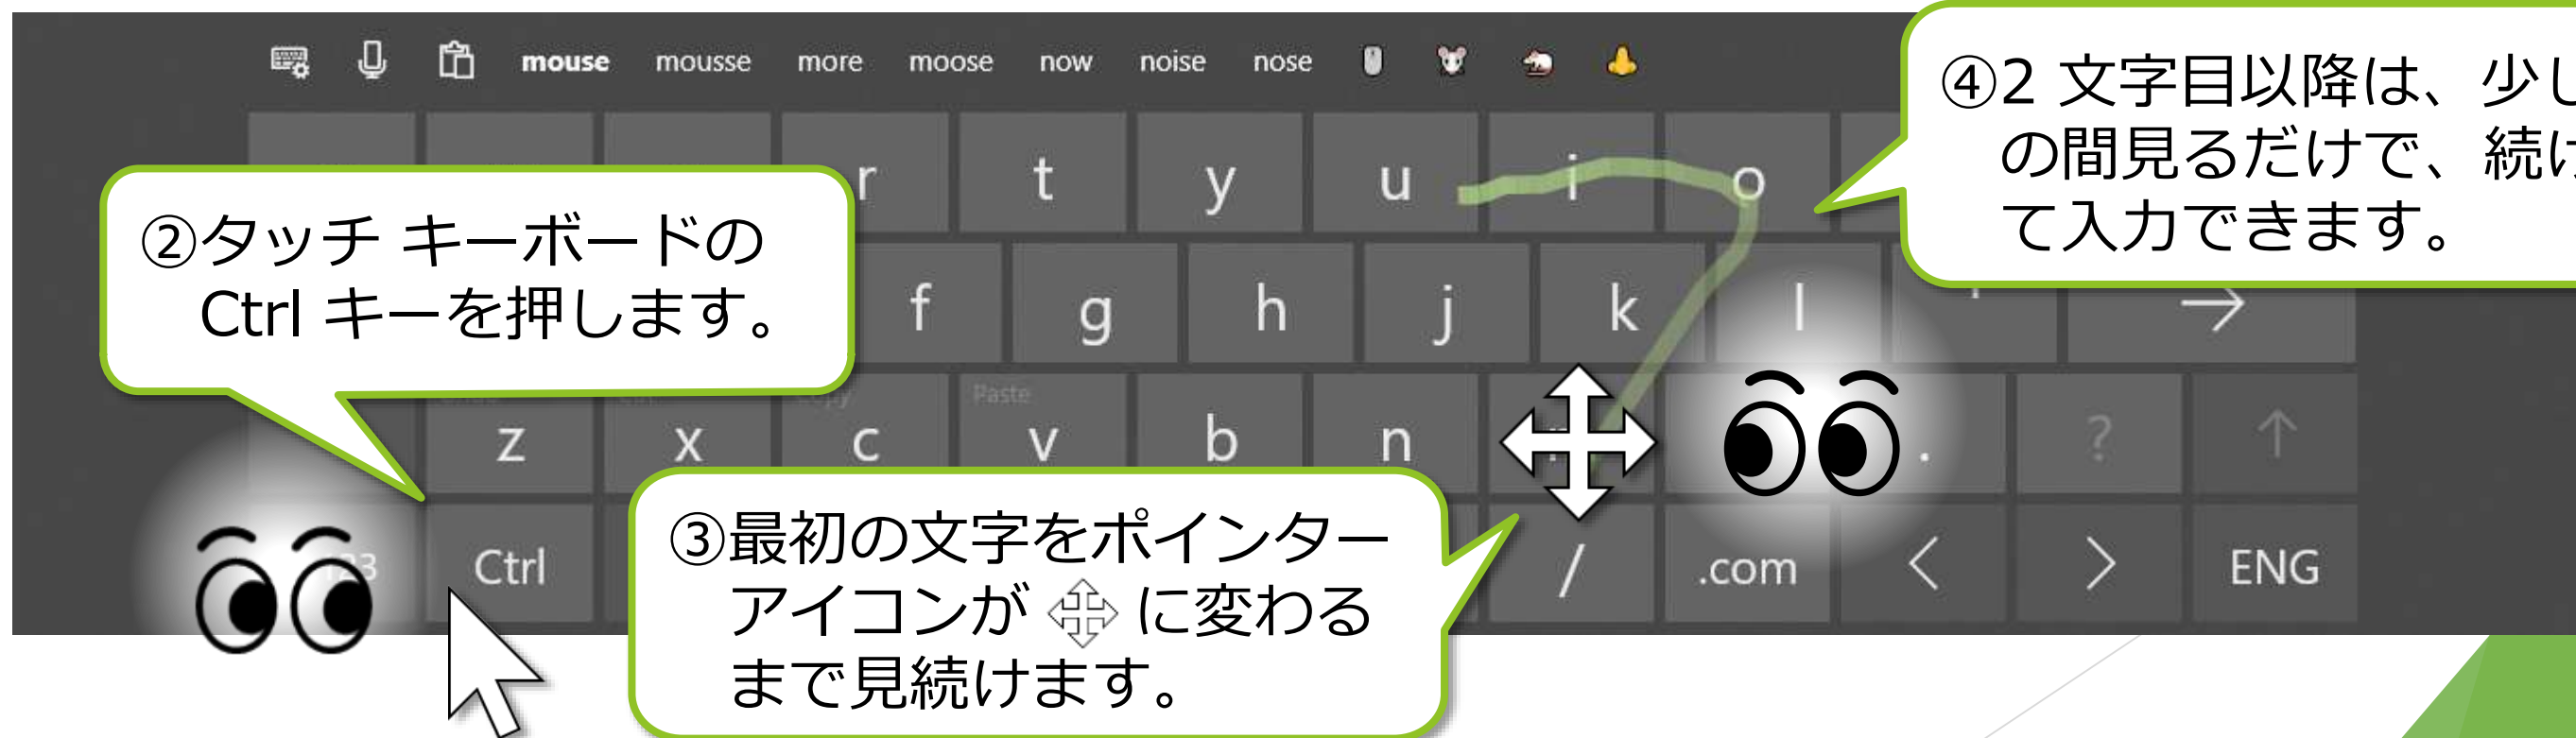 mouse mousse more moose now noise nose
④2 文字目以降は、少し
の間見るだけで、続け
て入力できます。
r t y u i o
②タッチ キーボードの
Ctrl キーを押します。
f g h j k l
Paste
z x c v b n . ?
123 Ctrl / .com < > ENG
③最初の文字をポインター
アイコンが に変わる
まで見続けます。